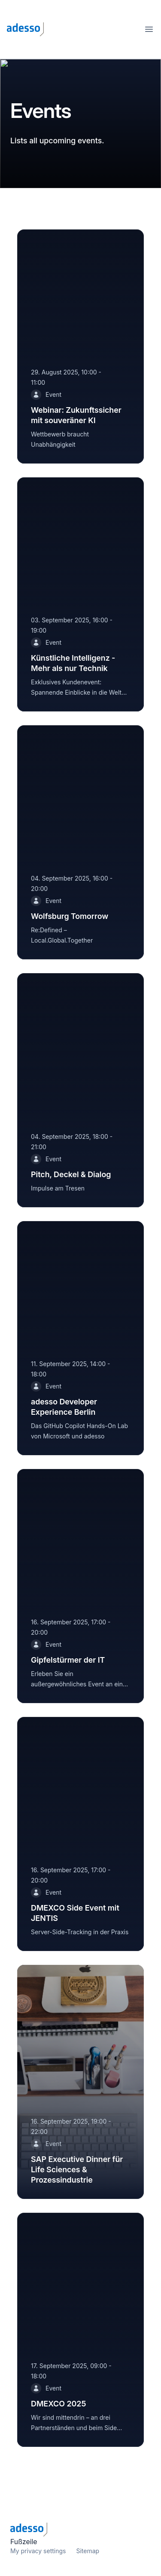 adesso
Events
Lists all upcoming events.
29. August 2025, 10:00 -
11:00
Event
Webinar: Zukunftssicher
mit souveräner KI
Wettbewerb braucht
Unabhängigkeit
03. September 2025, 16:00 -
19:00
Event
Künstliche Intelligenz -
Mehr als nur Technik
Exklusives Kundenevent:
Spannende Einblicke in die Welt...
04. September 2025, 16:00 -
20:00
Event
Wolfsburg Tomorrow
Re:Defined –
Local.Global.Together
04. September 2025, 18:00 -
21:00
Event
Pitch, Deckel & Dialog
Impulse am Tresen
11. September 2025, 14:00 -
18:00
Event
adesso Developer
Experience Berlin
Das GitHub Copilot Hands-On Lab
von Microsoft und adesso
16. September 2025, 17:00 -
20:00
Event
Gipfelstürmer der IT
Erleben Sie ein
außergewöhnliches Event an ein...
16. September 2025, 17:00 -
20:00
Event
DMEXCO Side Event mit
JENTIS
Server-Side-Tracking in der Praxis
16. September 2025, 19:00 -
22:00
Event
SAP Executive Dinner für
Life Sciences &
Prozessindustrie
17. September 2025, 09:00 -
18:00
Event
DMEXCO 2025
Wir sind mittendrin – an drei
Partnerständen und beim Side...
adesso
Fußzeile
My privacy settings Sitemap